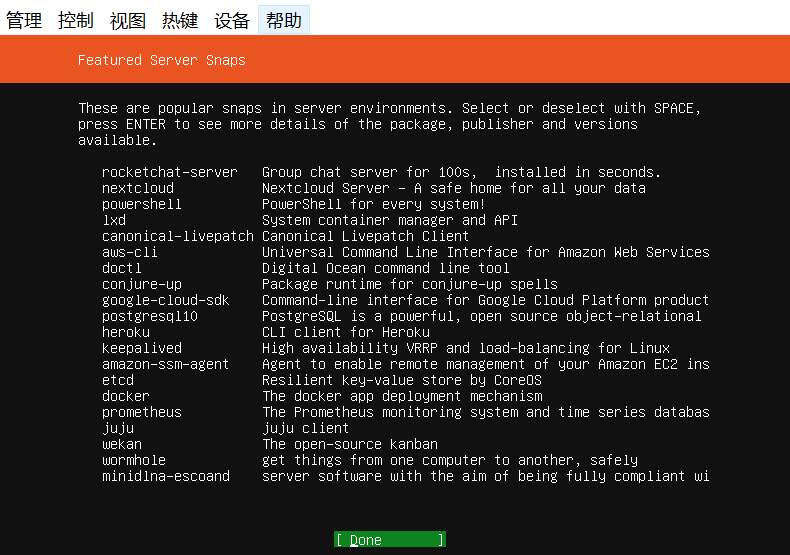 管理 控制 视图 热键 设备 帮助
Featured Server Snaps
These are popular snaps in server environments. Select or deselect with SPACE,
press ENTER to see more details of the package, publisher and versions
available.
rocketchat-server Group chat server for 100s, installed in seconds.
nextcloud Nextcloud Server - A safe home for all your data
powershell PowerShell for every system!
lxd System container manager and API
canonical-livepatch Canonical Livepatch Client
aws-cli Universal Command Line Interface for Amazon Web Services
doctl Digital Ocean command line tool
conjure-up Package runtime for conjure-up spells
google-cloud-sdk Command-line interface for Google Cloud Platform product
postgresql10 PostgreSQL is a powerful, open source object-relational
heroku CLI client for Heroku
keepalived High availability VRRP and load-balancing for Linux
amazon-ssm-agent Agent to enable remote management of your Amazon EC2 ins
etcd Resilient key-value store by CoreOS
docker The docker app deployment mechanism
prometheus The Prometheus monitoring system and time series databas
juju juju client
wekan The open-source kanban
wormhole get things from one computer to another, safely
minidlna-escoand server software with the aim of being fully compliant wi
[ Done ]